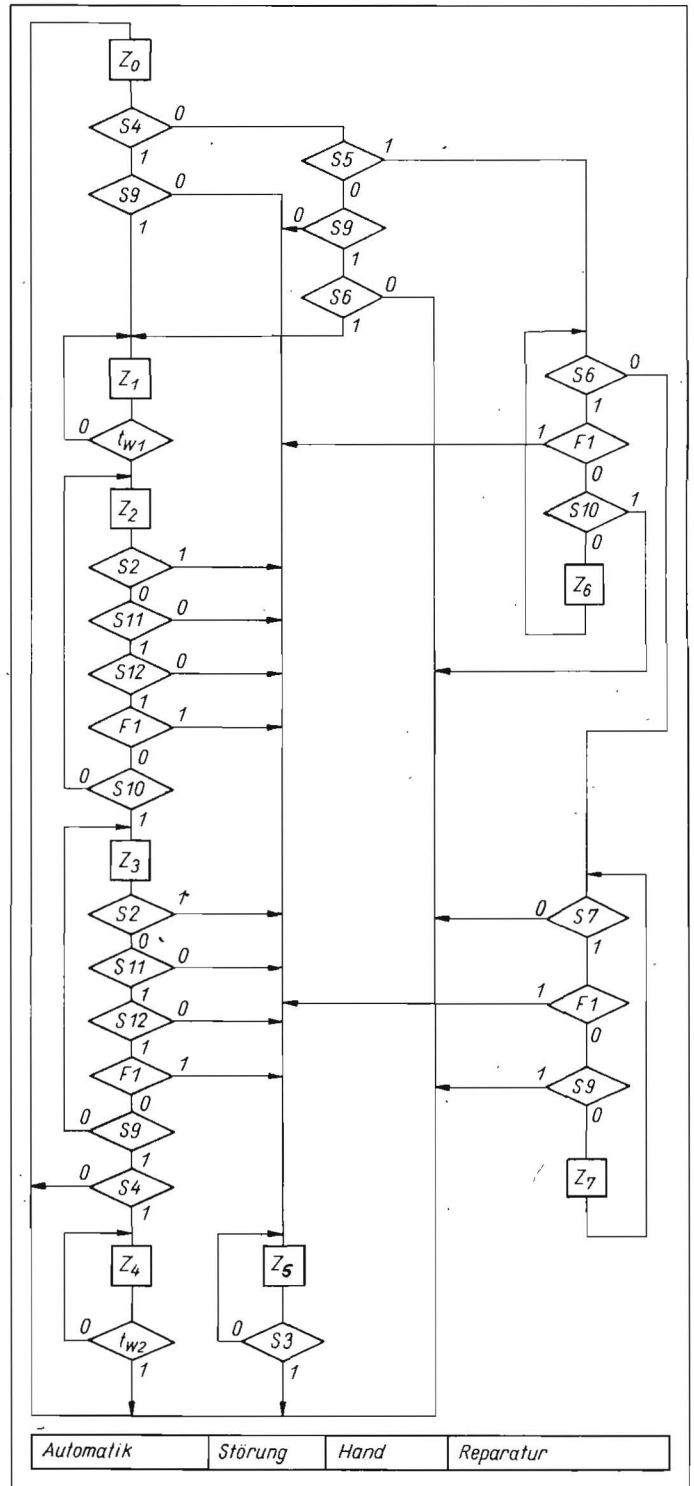 Z0
S4 0
1
S5 1
0
S9 0
1
0 S9
1
S6 0
1
Z1
S6 0
1
0 tw1
1 F1
0
Z2
S10 1
0
S2 1
0
Z6
S11 0
1
S12 0
1
F1 1
0
0 S10
1
Z3
S2 1
0
0 S7
1
S11 0
1
1 F1
0
S12 0
1
F1 1
0
1 S9
0
0 S9
1
0 S4
1
Z7
Z4
Z5
0 tw2
1
0 S3
1
Automatik Störung Hand Reparatur